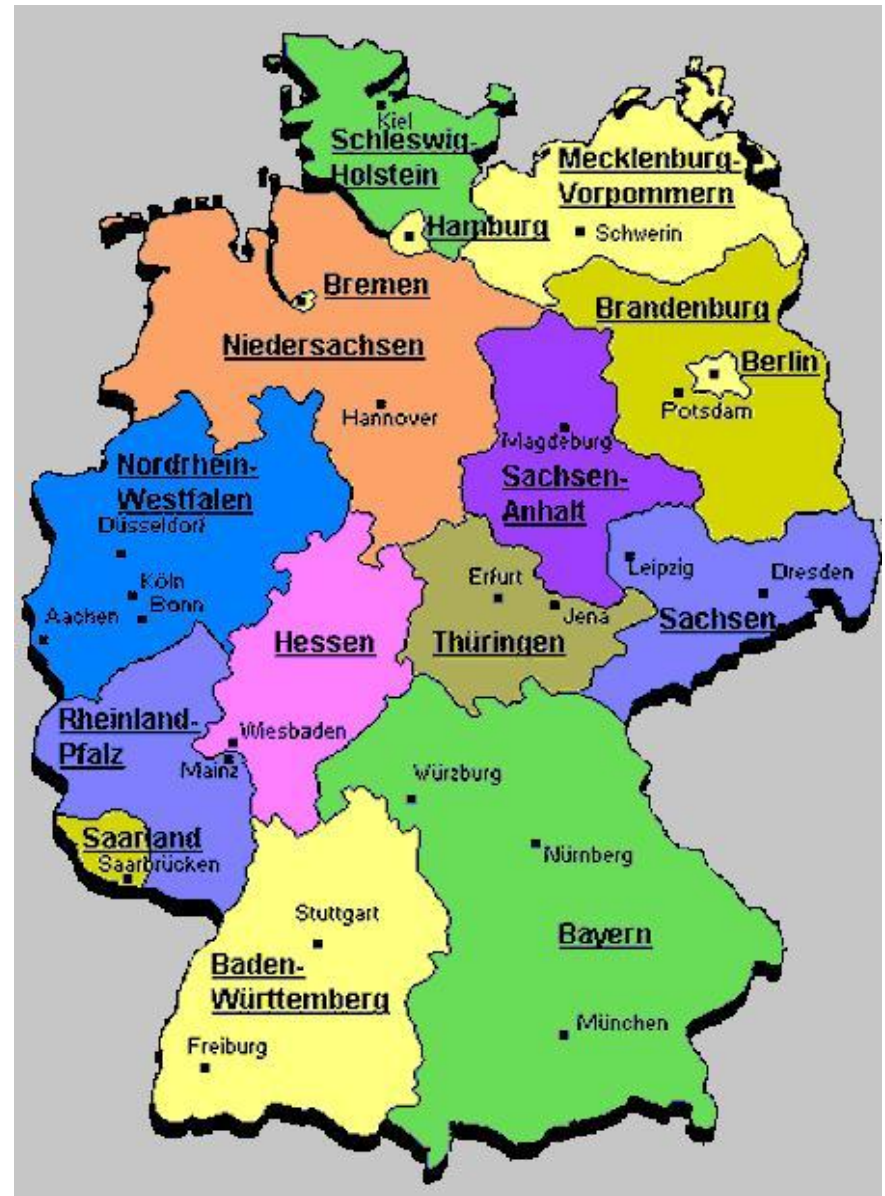 Kiel
Schleswig-
Holstein
Mecklenburg-
Vorpommern
Hamburg
Schwerin
Bremen
Brandenburg
Niedersachsen
Berlin
Hannover
Potsdam
Magdeburg
Nordrhein-
Westfalen
Sachsen-
Anhalt
Düsseldorf
Köln
Bonn
Aachen
Erfurt
Jena
Leipzig
Dresden
Sachsen
Hessen
Thüringen
Rheinland-
Pfalz
Wiesbaden
Mainz
Würzburg
Saarland
Saarbrücken
Nürnberg
Stuttgart
Bayern
Baden-
Württemberg
München
Freiburg